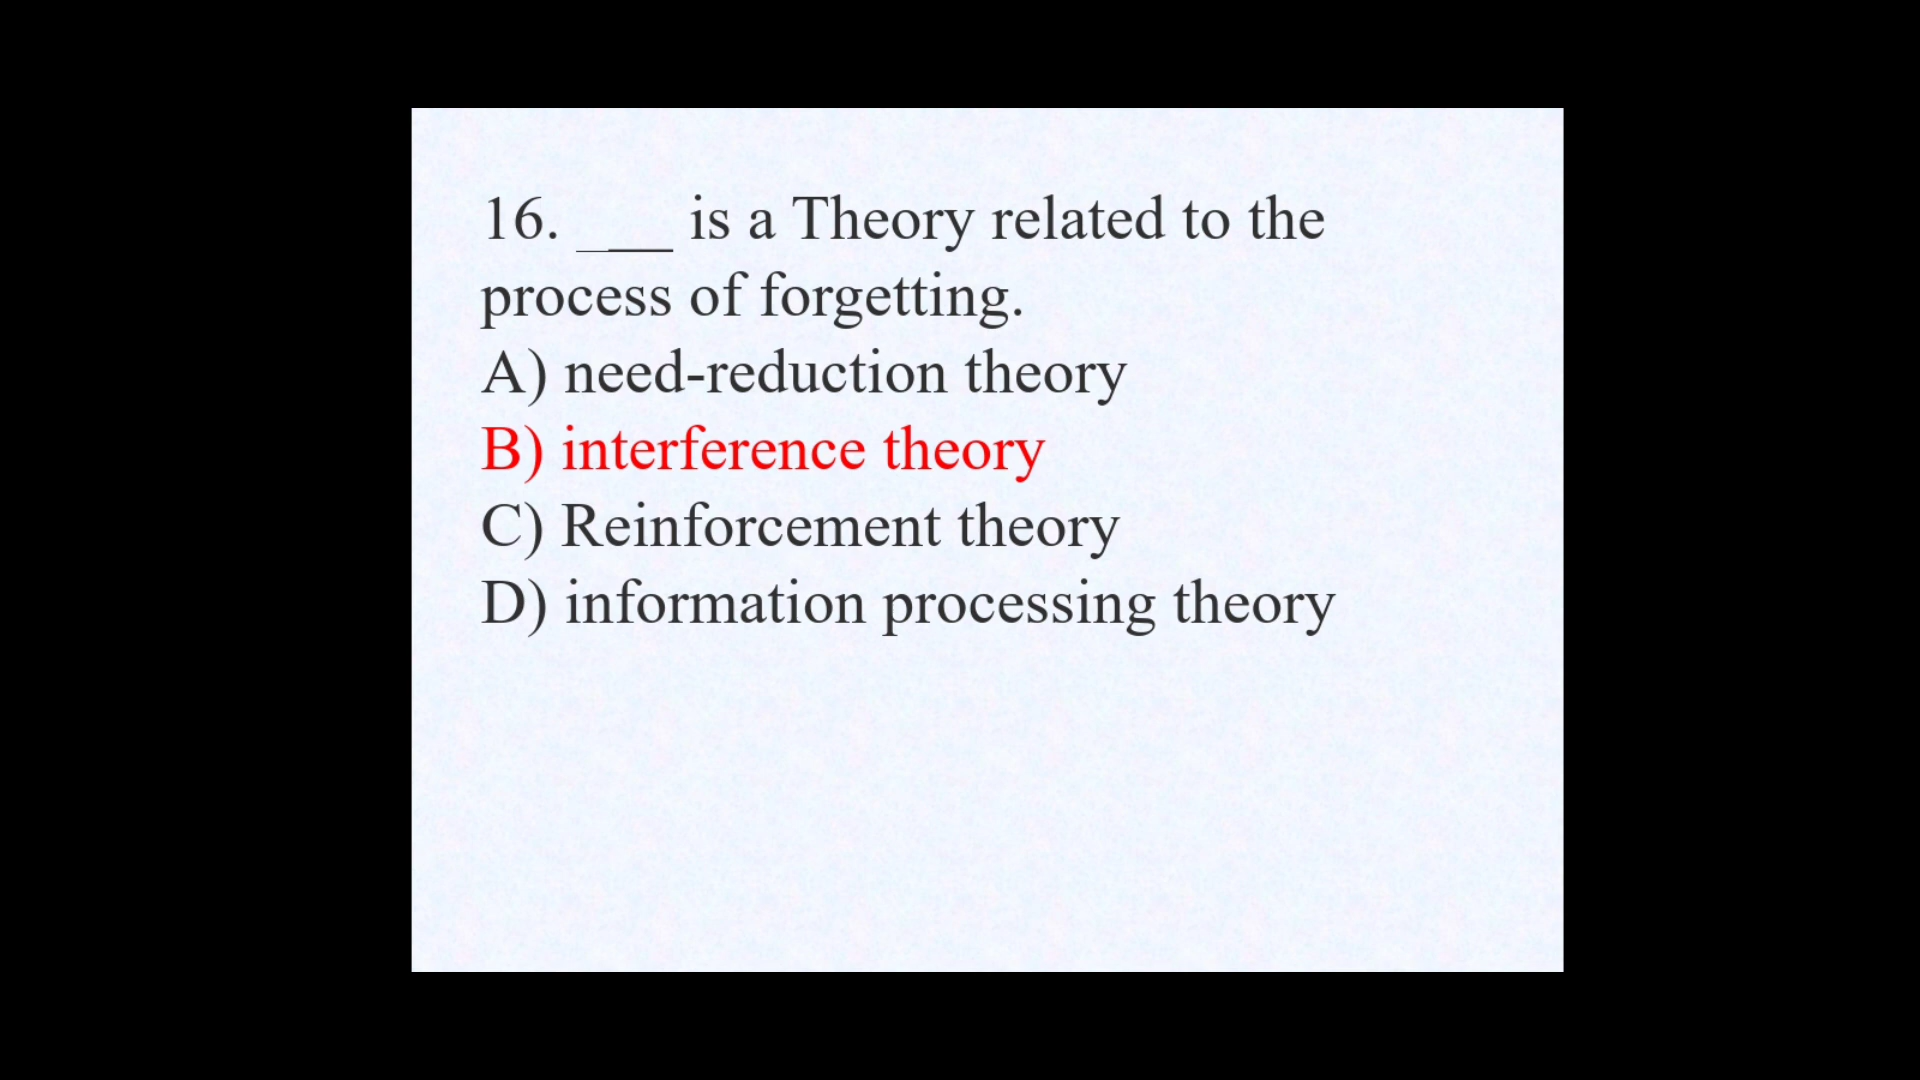 16. ___ is a Theory related to the
process of forgetting.
A) need-reduction theory
B) interference theory
C) Reinforcement theory
D) information processing theory